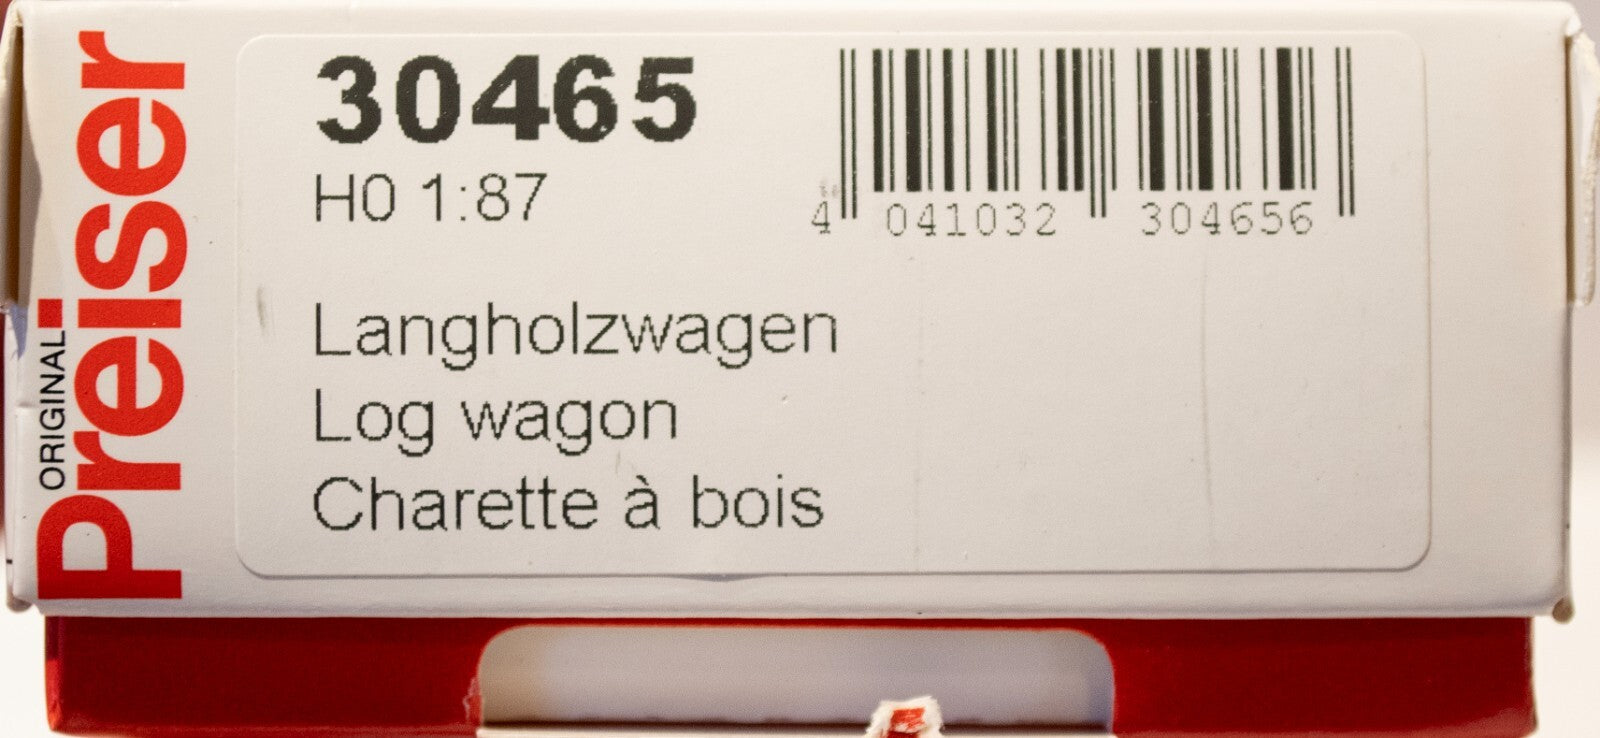 ORIGINAL
Preiser
30465
H0 1:87
4 041032 304656
Langholzwagen
Log wagon
Charette à bois